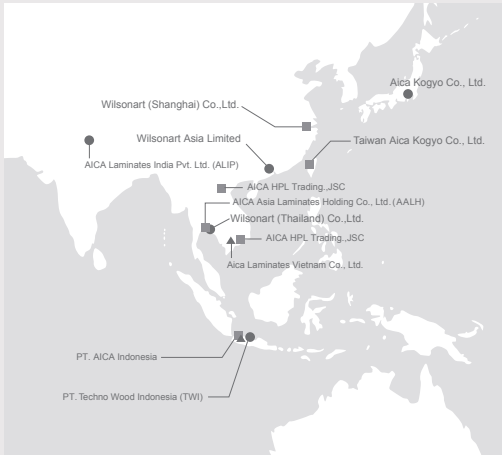 Aica Kogyo Co., Ltd.
Wilsonart (Shanghai) Co.,Ltd.
Wilsonart Asia Limited
Taiwan Aica Kogyo Co., Ltd.
AICA Laminates India Pvt. Ltd. (ALIP)
AICA HPL Trading.,JSC
AICA Asia Laminates Holding Co., Ltd. (AALH)
Wilsonart (Thailand) Co.,Ltd.
AICA HPL Trading.,JSC
Aica Laminates Vietnam Co., Ltd.
PT. AICA Indonesia
PT. Techno Wood Indonesia (TWI)